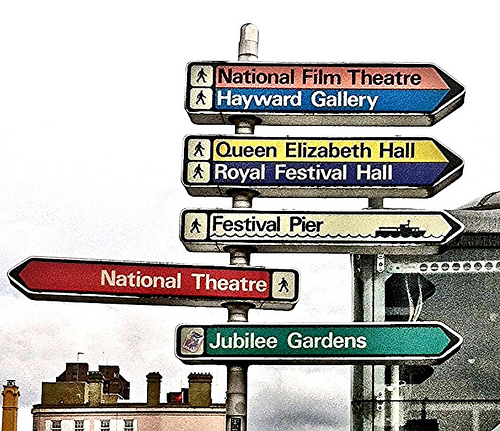 National Film Theatre
Hayward Gallery
Queen Elizabeth Hall
Royal Festival Hall
Festival Pier
National Theatre
Jubilee Gardens